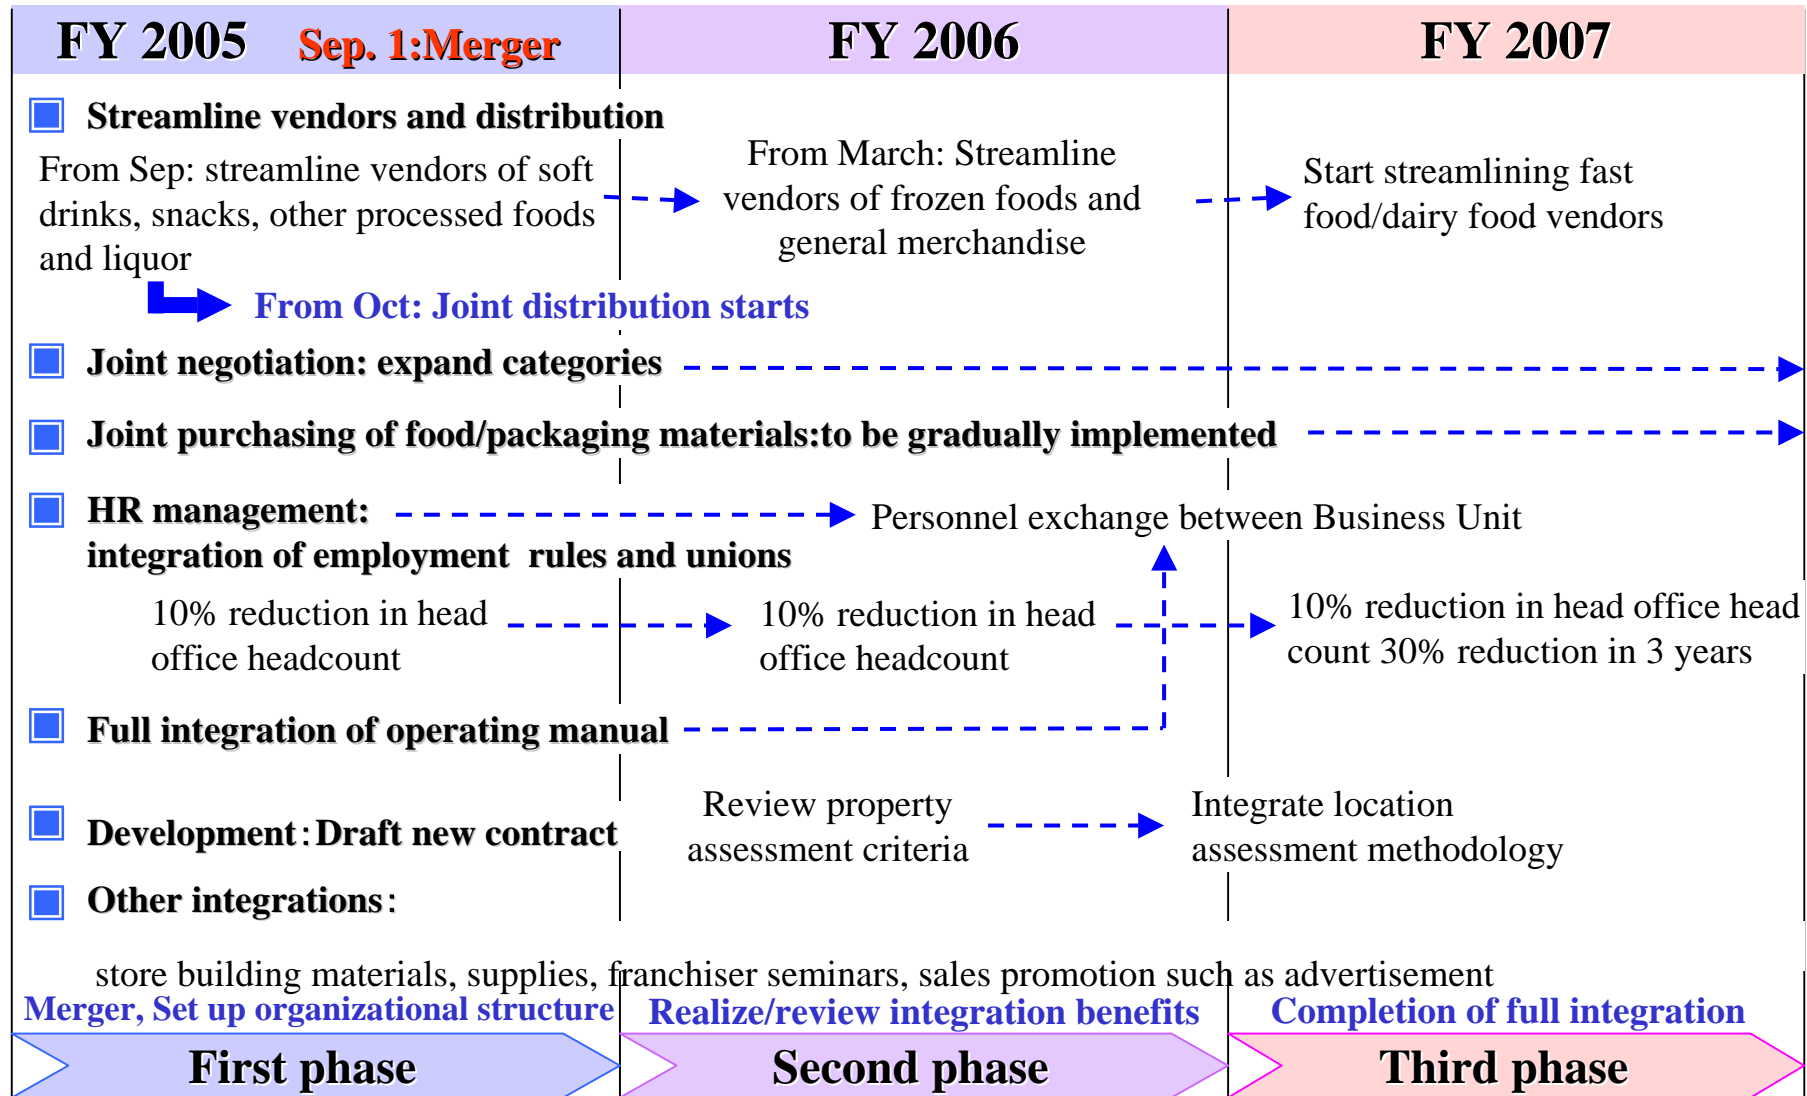 FY 2005 Sep. 1:Merger
FY 2006
FY 2007
Streamline vendors and distribution
From Sep: streamline vendors of soft
drinks, snacks, other processed foods
and liquor
From March: Streamline
vendors of frozen foods and
general merchandise
Start streamlining fast
food/dairy food vendors
From Oct: Joint distribution starts
Joint negotiation: expand categories
Joint purchasing of food/packaging materials:to be gradually implemented
HR management:
integration of employment rules and unions
Personnel exchange between Business Unit
10% reduction in head
office headcount
10% reduction in head
office headcount
10% reduction in head office head
count 30% reduction in 3 years
Full integration of operating manual
Development:Draft new contract
Review property
assessment criteria
Integrate location
assessment methodology
Other integrations:
store building materials, supplies, franchiser seminars, sales promotion such as advertisement
Merger, Set up organizational structure
Realize/review integration benefits
Completion of full integration
First phase
Second phase
Third phase